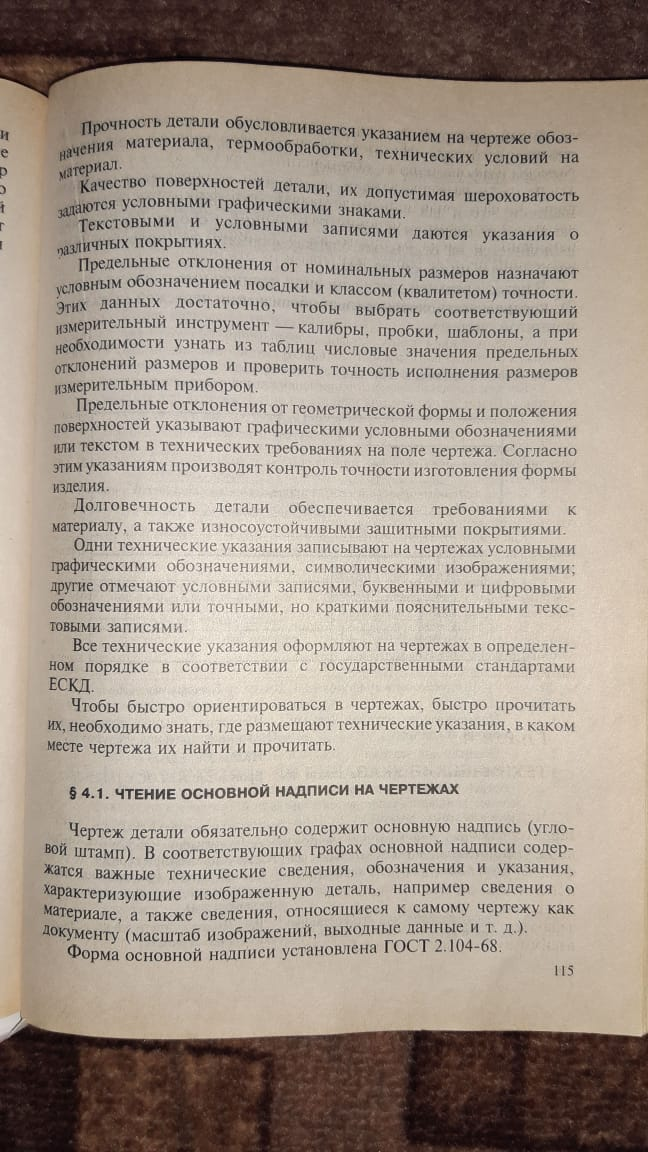 Прочность детали обусловливается указанием на чертеже обоз-
начения материала, термообработки, технических условий на
материал.
Качество поверхностей детали, их допустимая шероховатость
задаются условными графическими знаками.
Текстовыми и условными записями даются указания о
различных покрытиях.
Предельные отклонения от номинальных размеров назначают
условным обозначением посадки и классом (квалитетом) точности.
Этих данных достаточно, чтобы выбрать соответствующий
измерительный инструмент — калибры, пробки, шаблоны, а при
необходимости узнать из таблиц числовые значения предельных
отклонений размеров и проверить точность исполнения размеров
измерительным прибором.
Предельные отклонения от геометрической формы и положения
поверхностей указывают графическими условными обозначениями
или текстом в технических требованиях на поле чертежа. Согласно
этим указаниям производят контроль точности изготовления формы
изделия.
Долговечность детали обеспечивается требованиями к
материалу, а также износоустойчивыми защитными покрытиями.
Одни технические указания записывают на чертежах условными
графическими обозначениями, символическими изображениями;
другие отмечают условными записями, буквенными и цифровыми
обозначениями или точными, но краткими пояснительными текс-
товыми записями.
Все технические указания оформляют на чертежах в определен-
ном порядке в соответствии с государственными стандартами
ЕСКД.
Чтобы быстро ориентироваться в чертежах, быстро прочитать
их, необходимо знать, где размещают технические указания, в каком
месте чертежа их найти и прочитать.
§ 4.1. ЧТЕНИЕ ОСНОВНОЙ НАДПИСИ НА ЧЕРТЕЖАХ
Чертеж детали обязательно содержит основную надпись (угло-
вой штамп). В соответствующих графах основной надписи содер-
жатся важные технические сведения, обозначения и указания,
характеризующие изображенную деталь, например сведения о
материале, а также сведения, относящиеся к самому чертежу как
документу (масштаб изображений, выходные данные и т. д.).
Форма основной надписи установлена ГОСТ 2.104-68.
115